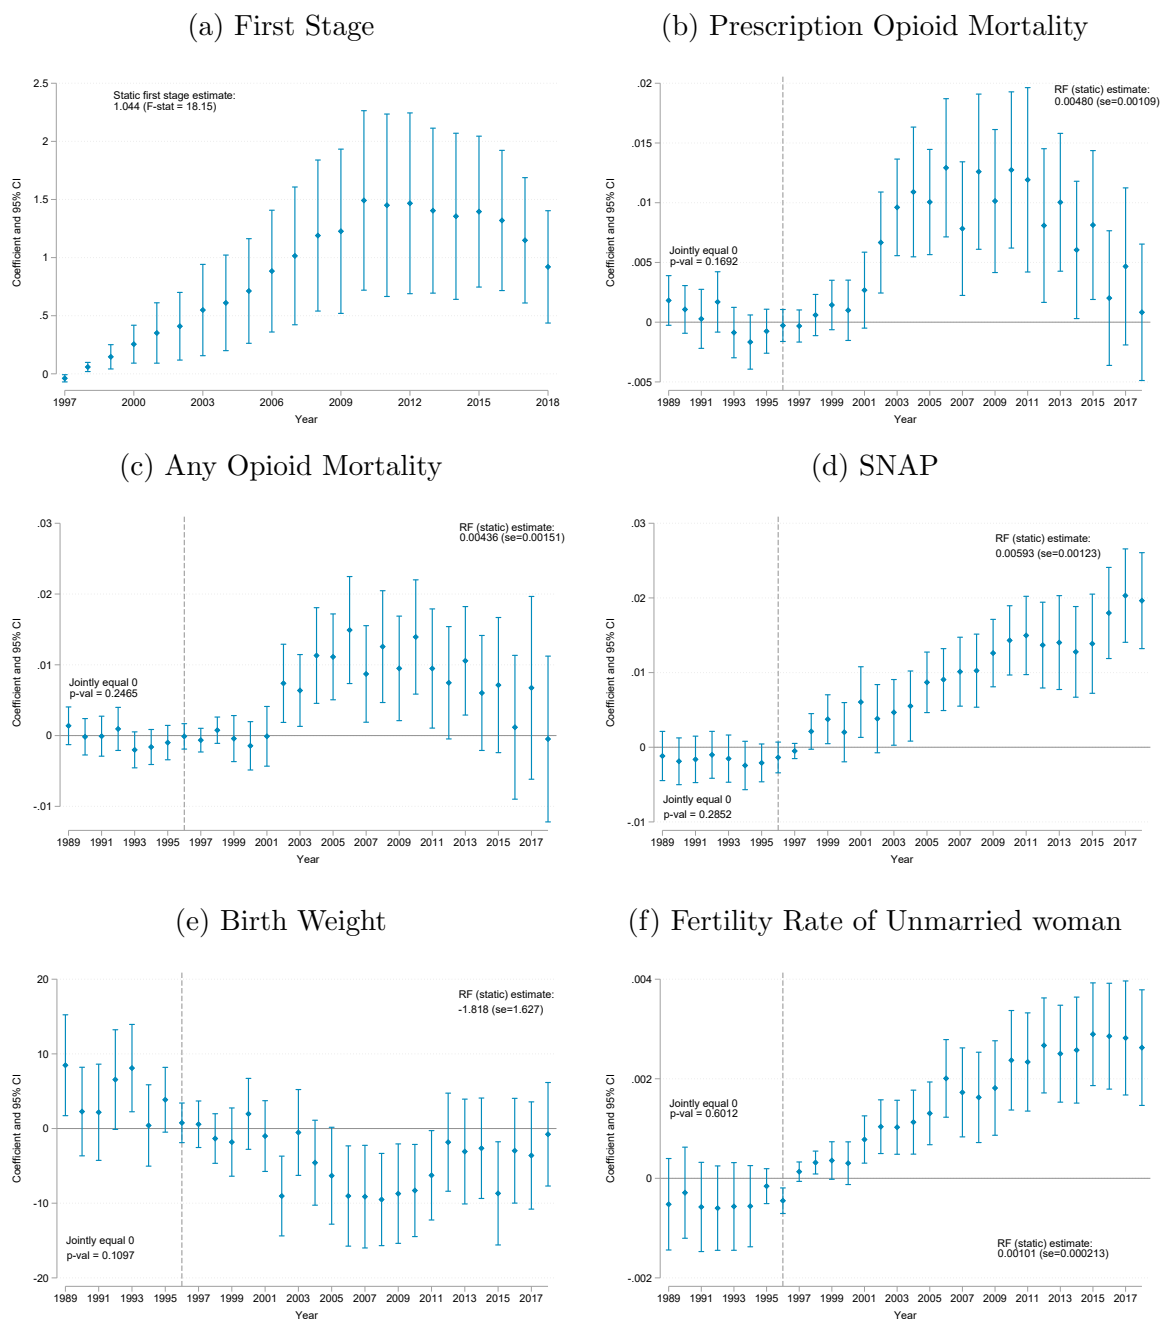 (a) First Stage
Coefficient and 95% CI
2.5
2
1.5
1
.5
0
Static first stage estimate:
1.044 (F-stat = 18.15)
1997 2000 2003 2006 2009 2012 2015 2018
Year
(b) Prescription Opioid Mortality
Coefficient and 95% CI
.02
.015
.01
.005
0
-.005
RF (static) estimate:
0.00480 (se=0.00109)
Jointly equal 0
p-val = 0.1692
1989 1991 1993 1995 1997 1999 2001 2003 2005 2007 2009 2011 2013 2015 2017
Year
(c) Any Opioid Mortality
Coefficient and 95% CI
.03
.02
.01
0
-.01
RF (static) estimate:
0.00436 (se=0.00151)
Jointly equal 0
p-val = 0.2465
1989 1991 1993 1995 1997 1999 2001 2003 2005 2007 2009 2011 2013 2015 2017
Year
(d) SNAP
Coefficient and 95% CI
.03
.02
.01
0
-.01
RF (static) estimate:
0.00593 (se=0.00123)
Jointly equal 0
p-val = 0.2852
1989 1991 1993 1995 1997 1999 2001 2003 2005 2007 2009 2011 2013 2015 2017
Year
(e) Birth Weight
Coefficient and 95% CI
20
10
0
-10
-20
RF (static) estimate:
-1.818 (se=1.627)
Jointly equal 0
p-val = 0.1097
1989 1991 1993 1995 1997 1999 2001 2003 2005 2007 2009 2011 2013 2015 2017
Year
(f) Fertility Rate of Unmarried woman
Coefficient and 95% CI
.004
.002
0
-.002
Jointly equal 0
p-val = 0.6012
RF (static) estimate:
0.00101 (se=0.000213)
1989 1991 1993 1995 1997 1999 2001 2003 2005 2007 2009 2011 2013 2015 2017
Year